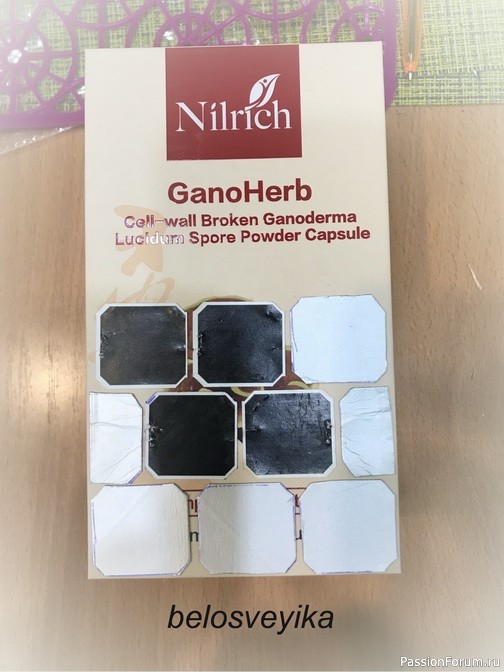 Nilrich
GanoHerb
Cell-wall Broken Ganoderma
Lucidum Spore Powder Capsule
belosveyika
PassionForum.ru